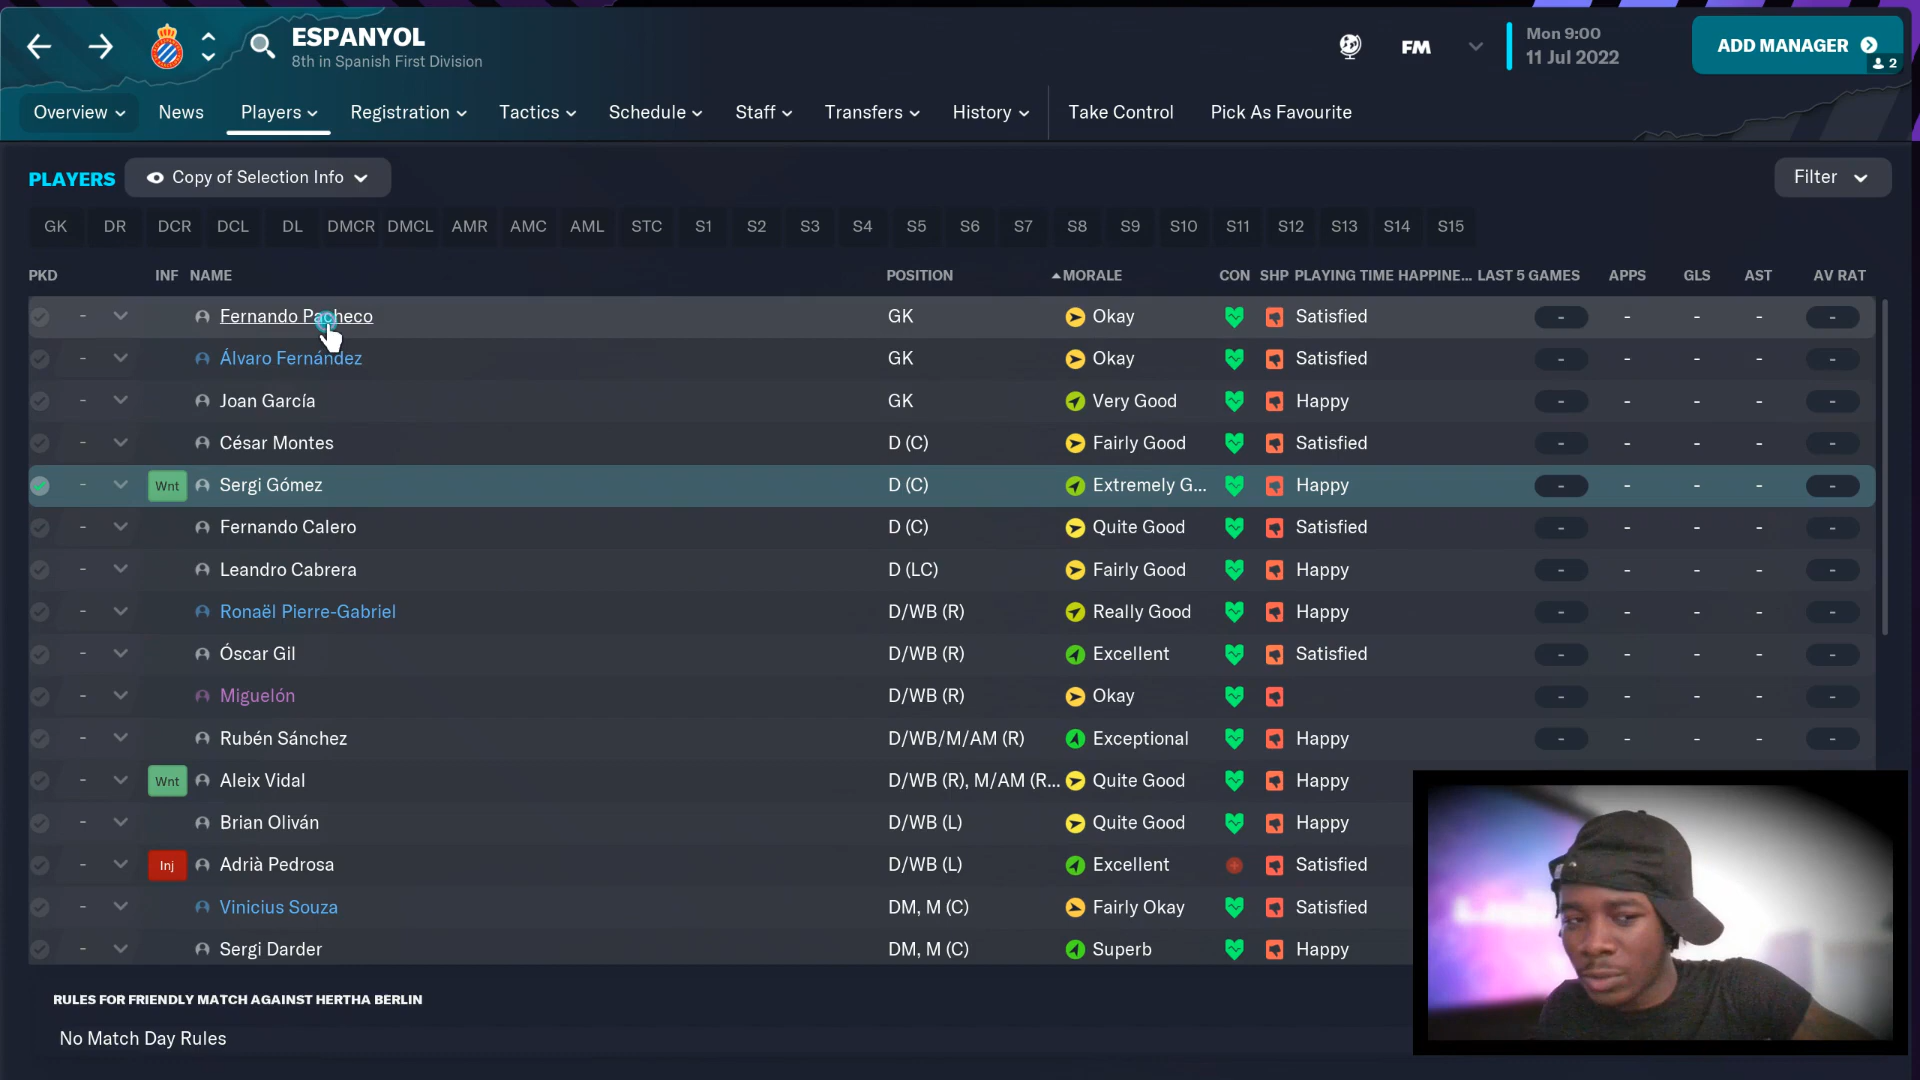 ESPANYOL
8th in Spanish First Division
FM
Mon 9:00
11 Jul 2022
ADD MANAGER
2
Overview News Players Registration Tactics Schedule Staff Transfers History Take Control Pick As Favourite
PLAYERS Copy of Selection Info Filter
GK DR DCR DCL DL DMCR DMCL AMR AMC AML STC S1 S2 S3 S4 S5 S6 S7 S8 S9 S10 S11 S12 S13 S14 S15
PKD INF NAME POSITION MORALE CON SHP PLAYING TIME HAPPINE... LAST 5 GAMES APPS GLS AST AV RAT
- Fernando Pacheco GK Okay Satisfied - - - - -
- Álvaro Fernández GK Okay Satisfied - - - - -
- Joan García GK Very Good Happy - - - - -
- César Montes D (C) Fairly Good Satisfied - - - - -
- Wnt Sergi Gómez D (C) Extremely G... Happy - - - - -
- Fernando Calero D (C) Quite Good Satisfied - - - - -
- Leandro Cabrera D (LC) Fairly Good Happy - - - - -
- Ronaël Pierre-Gabriel D/WB (R) Really Good Happy - - - - -
- Óscar Gil D/WB (R) Excellent Satisfied - - - - -
- Miguelón D/WB (R) Okay - - - - -
- Rubén Sánchez D/WB/M/AM (R) Exceptional Happy - - - - -
- Wnt Aleix Vidal D/WB (R), M/AM (R... Quite Good Happy
- Brian Oliván D/WB (L) Quite Good Happy
- Inj Adrià Pedrosa D/WB (L) Excellent Satisfied
- Vinicius Souza DM, M (C) Fairly Okay Satisfied
- Sergi Darder DM, M (C) Superb Happy
RULES FOR FRIENDLY MATCH AGAINST HERTHA BERLIN
No Match Day Rules